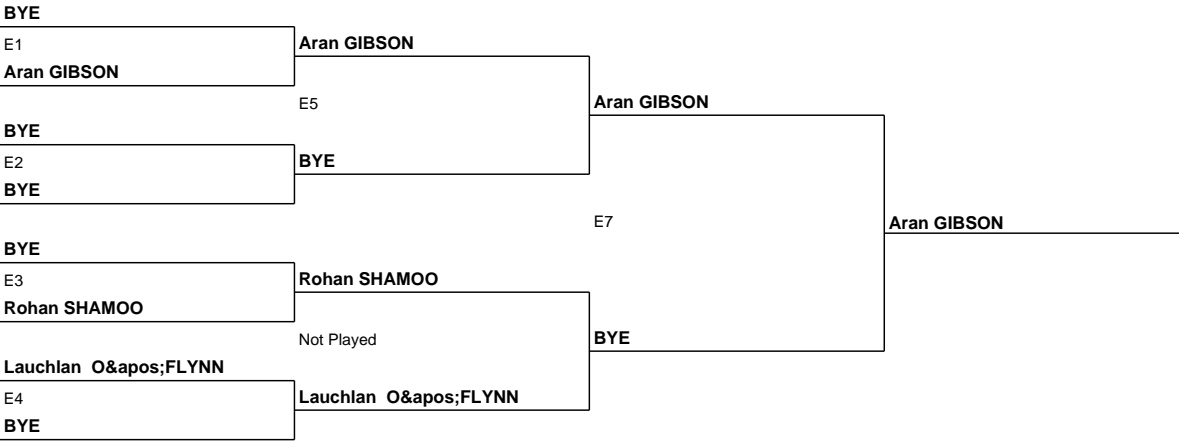 BYE
E1
Aran GIBSON
BYE
E2
BYE
BYE
E3
Rohan SHAMOO
Lauchlan  O&apos;FLYNN
E4
BYE
Aran GIBSON
E5
BYE
Rohan SHAMOO
Not Played
Lauchlan  O&apos;FLYNN
Aran GIBSON
E7
BYE
Aran GIBSON